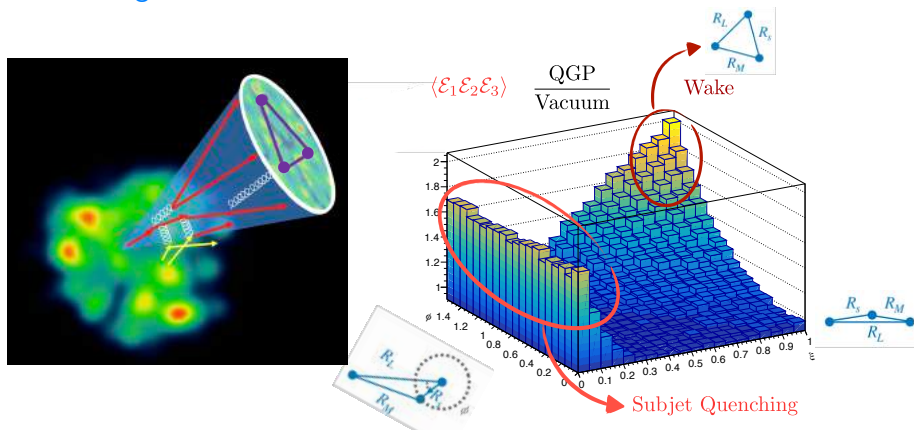 ⟨ℰ₁ℰ₂ℰ₃⟩
QGP
Vacuum
Wake
R_L
R_s
R_M
2
1.8
1.6
1.4
1.2
1
φ 1.4
1.2
1
0.8
0.6
0.4
0.2
0
0
0.1
0.2
0.3
0.4
0.5
0.6
0.7
0.8
0.9
1
ξ
R_s
R_M
R_L
R_L
R_s
R_M
Subjet Quenching